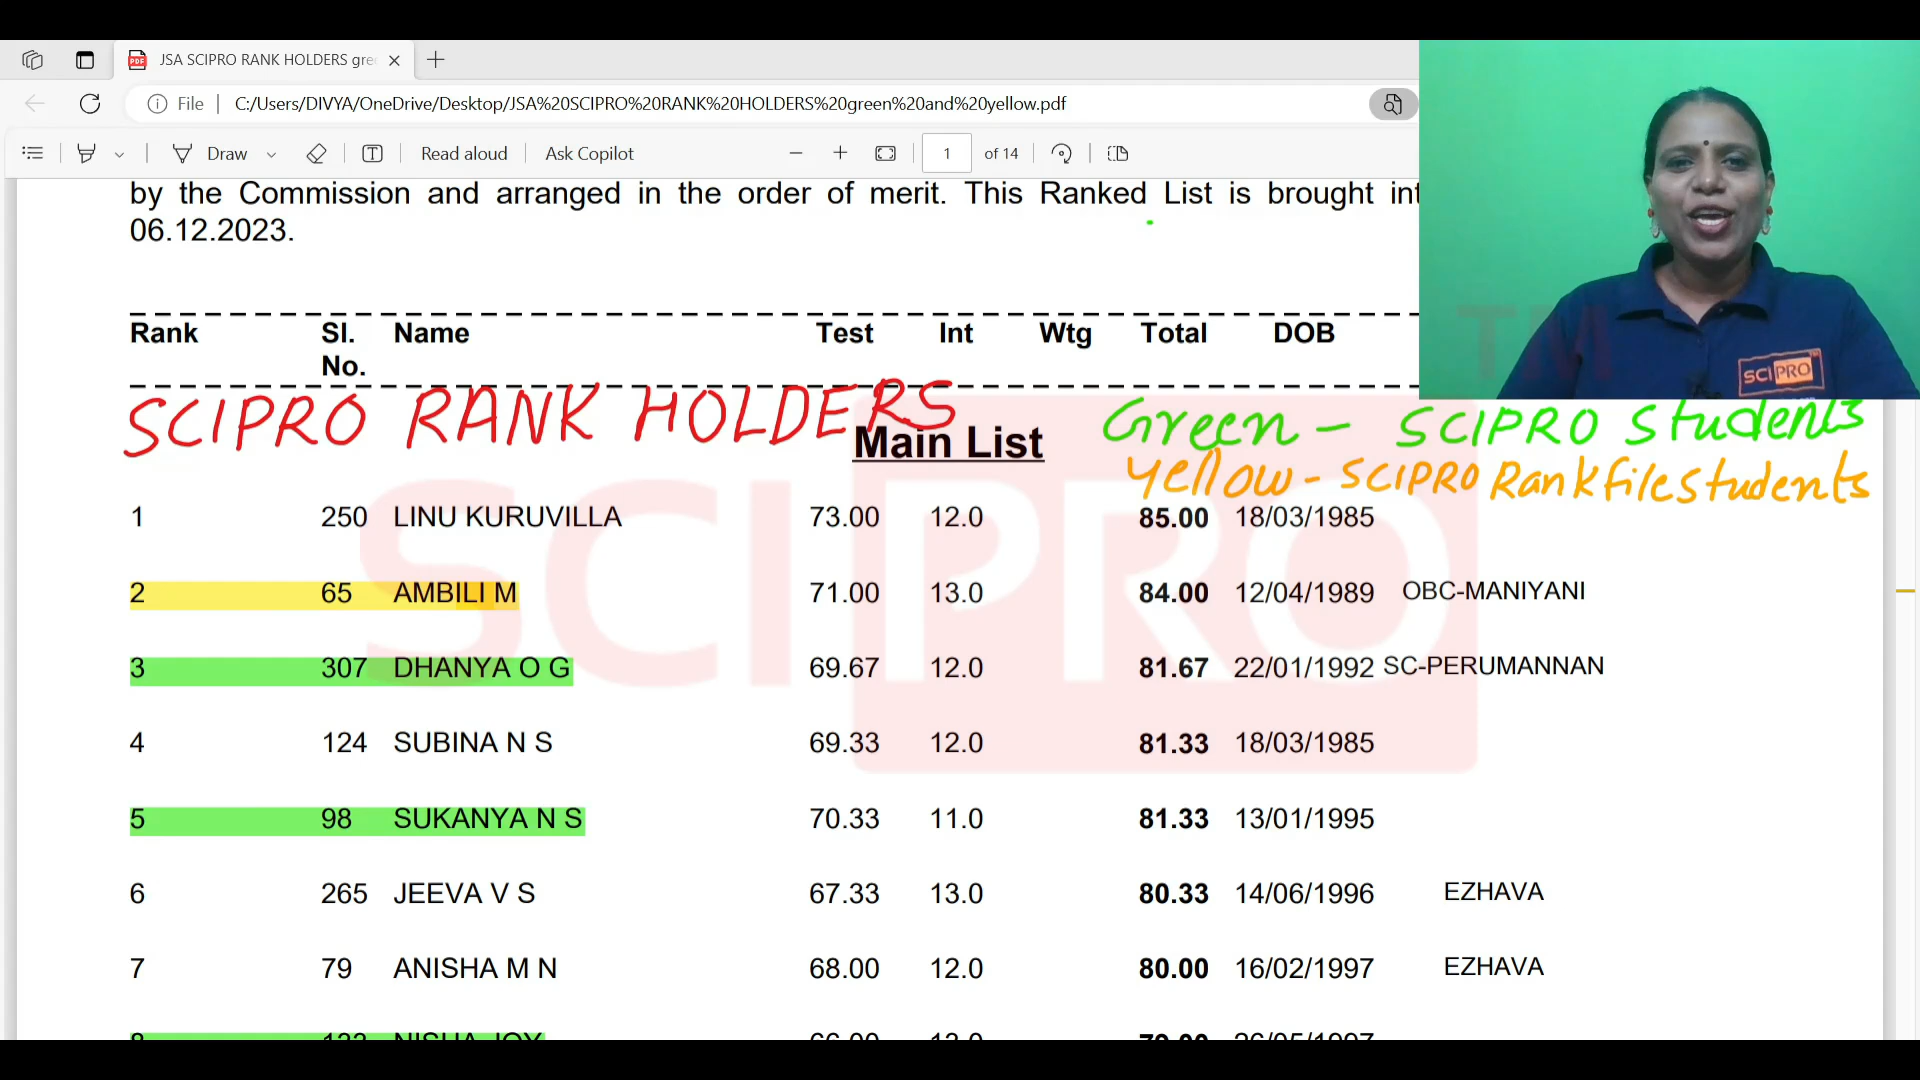 JSA SCIPRO RANK HOLDERS gre
File C:/Users/DIVYA/OneDrive/Desktop/JSA%20SCIPRO%20RANK%20HOLDERS%20green%20and%20yellow.pdf
Draw Read aloud Ask Copilot 1 of 14
by the Commission and arranged in the order of merit. This Ranked List is brought int
06.12.2023.
TM
SCIPRO
Rank Sl. No. Name Test Int Wtg Total DOB
SCIPRO RANK HOLDERS
Green - SCIPRO Students
Main List
Yellow - SCIPRO Rank file students
SCIPRO
1 250 LINU KURUVILLA 73.00 12.0 85.00 18/03/1985
2 65 AMBILI M 71.00 13.0 84.00 12/04/1989 OBC-MANIYANI
3 307 DHANYA O G 69.67 12.0 81.67 22/01/1992 SC-PERUMANNAN
4 124 SUBINA N S 69.33 12.0 81.33 18/03/1985
5 98 SUKANYA N S 70.33 11.0 81.33 13/01/1995
6 265 JEEVA V S 67.33 13.0 80.33 14/06/1996 EZHAVA
7 79 ANISHA M N 68.00 12.0 80.00 16/02/1997 EZHAVA
NISHA JOY